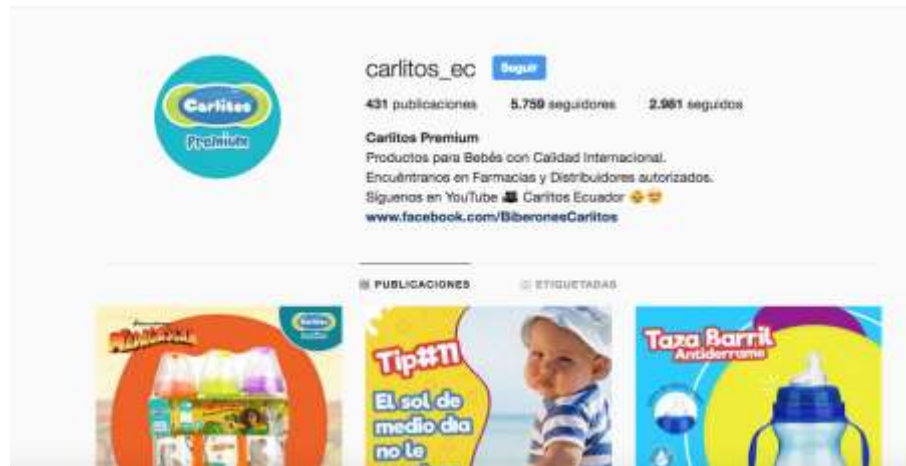 carlitos_ec Seguir
431 publicaciones 5.759 seguidores 2.981 seguidos
Carlitos
Premium
Carlitos Premium
Productos para Bebés con Calidad Internacional.
Encuéntranos en Farmacias y Distribuidores autorizados.
Síguenos en YouTube Carlitos Ecuador
www.facebook.com/BiberonesCarlitos
PUBLICACIONES ETIQUETADAS
Carlitos
Tip#11
El sol de
medio dia
no le
Taza Barril
Antiderrame